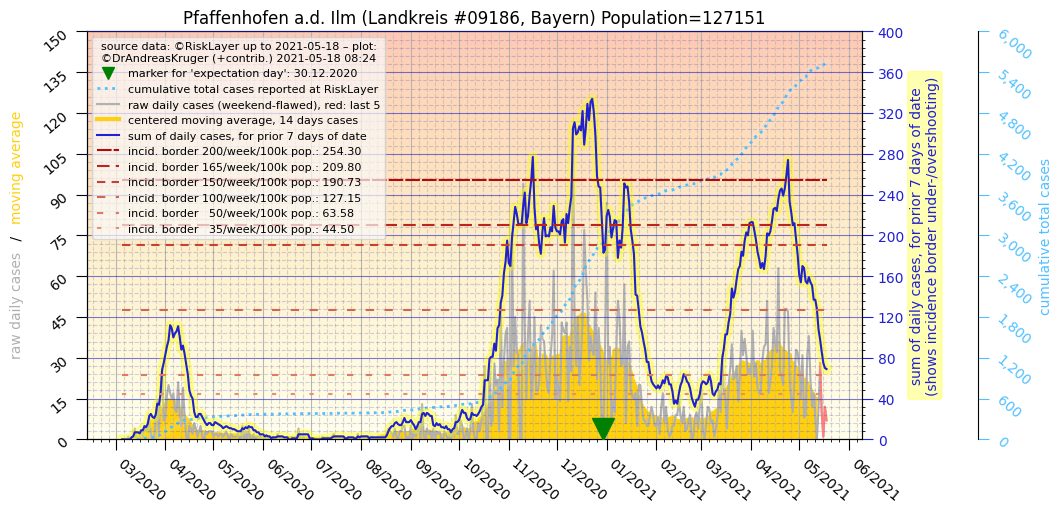 Pfaffenhofen a.d. Ilm (Landkreis #09186, Bayern) Population=127151
source data: ©RiskLayer up to 2021-05-18 – plot:
©DrAndreasKruger (+contrib.) 2021-05-18 08:24
marker for 'expectation day': 30.12.2020
cumulative total cases reported at RiskLayer
raw daily cases (weekend-flawed), red: last 5
centered moving average, 14 days cases
sum of daily cases, for prior 7 days of date
incid. border 200/week/100k pop.: 254.30
incid. border 165/week/100k pop.: 209.80
incid. border 150/week/100k pop.: 190.73
incid. border 100/week/100k pop.: 127.15
incid. border   50/week/100k pop.: 63.58
incid. border   35/week/100k pop.: 44.50
raw daily cases / moving average
150
135
120
105
90
75
60
45
30
15
0
03/2020
04/2020
05/2020
06/2020
07/2020
08/2020
09/2020
10/2020
11/2020
12/2020
01/2021
02/2021
03/2021
04/2021
05/2021
06/2021
400
360
320
280
240
200
160
120
80
40
0
sum of daily cases, for prior 7 days of date
(shows incidence border under-/overshooting)
6,000
5,400
4,800
4,200
3,600
3,000
2,400
1,800
1,200
600
0
cumulative total cases